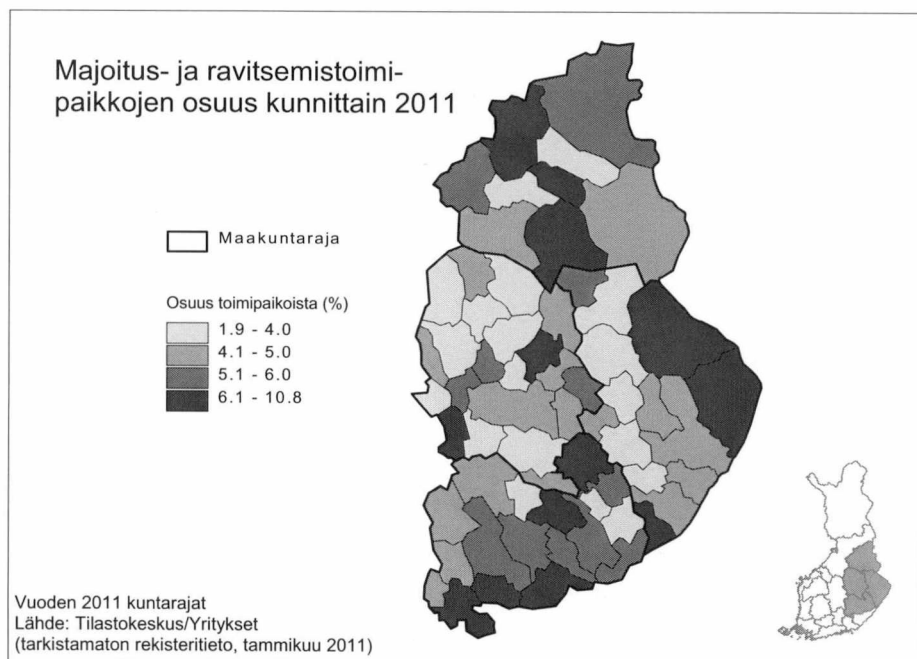 Majoitus- ja ravitsemistoimi-
paikkojen osuus kunnittain 2011
Maakuntaraja
Osuus toimipaikoista (%)
1.9 - 4.0
4.1 - 5.0
5.1 - 6.0
6.1 - 10.8
Vuoden 2011 kuntarajat
Lähde: Tilastokeskus/Yritykset
(tarkistamaton rekisteritieto, tammikuu 2011)